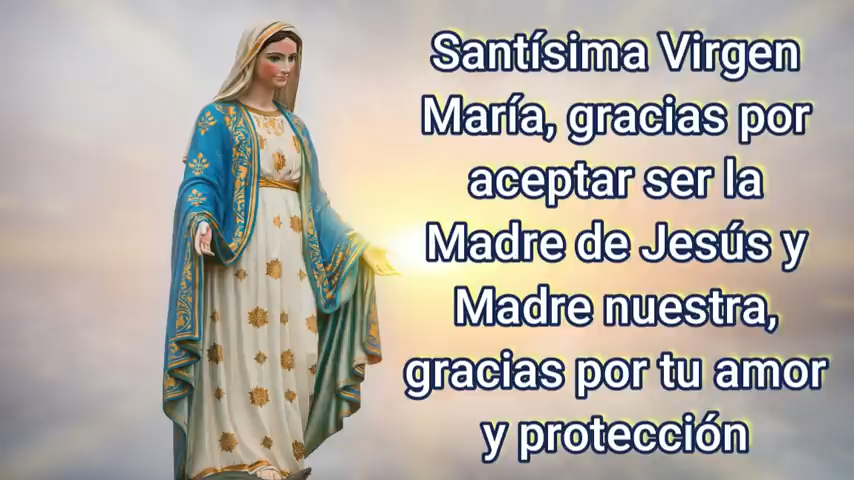 Santísima Virgen
María, gracias por
aceptar ser la
Madre de Jesús y
Madre nuestra,
gracias por tu amor
y protección